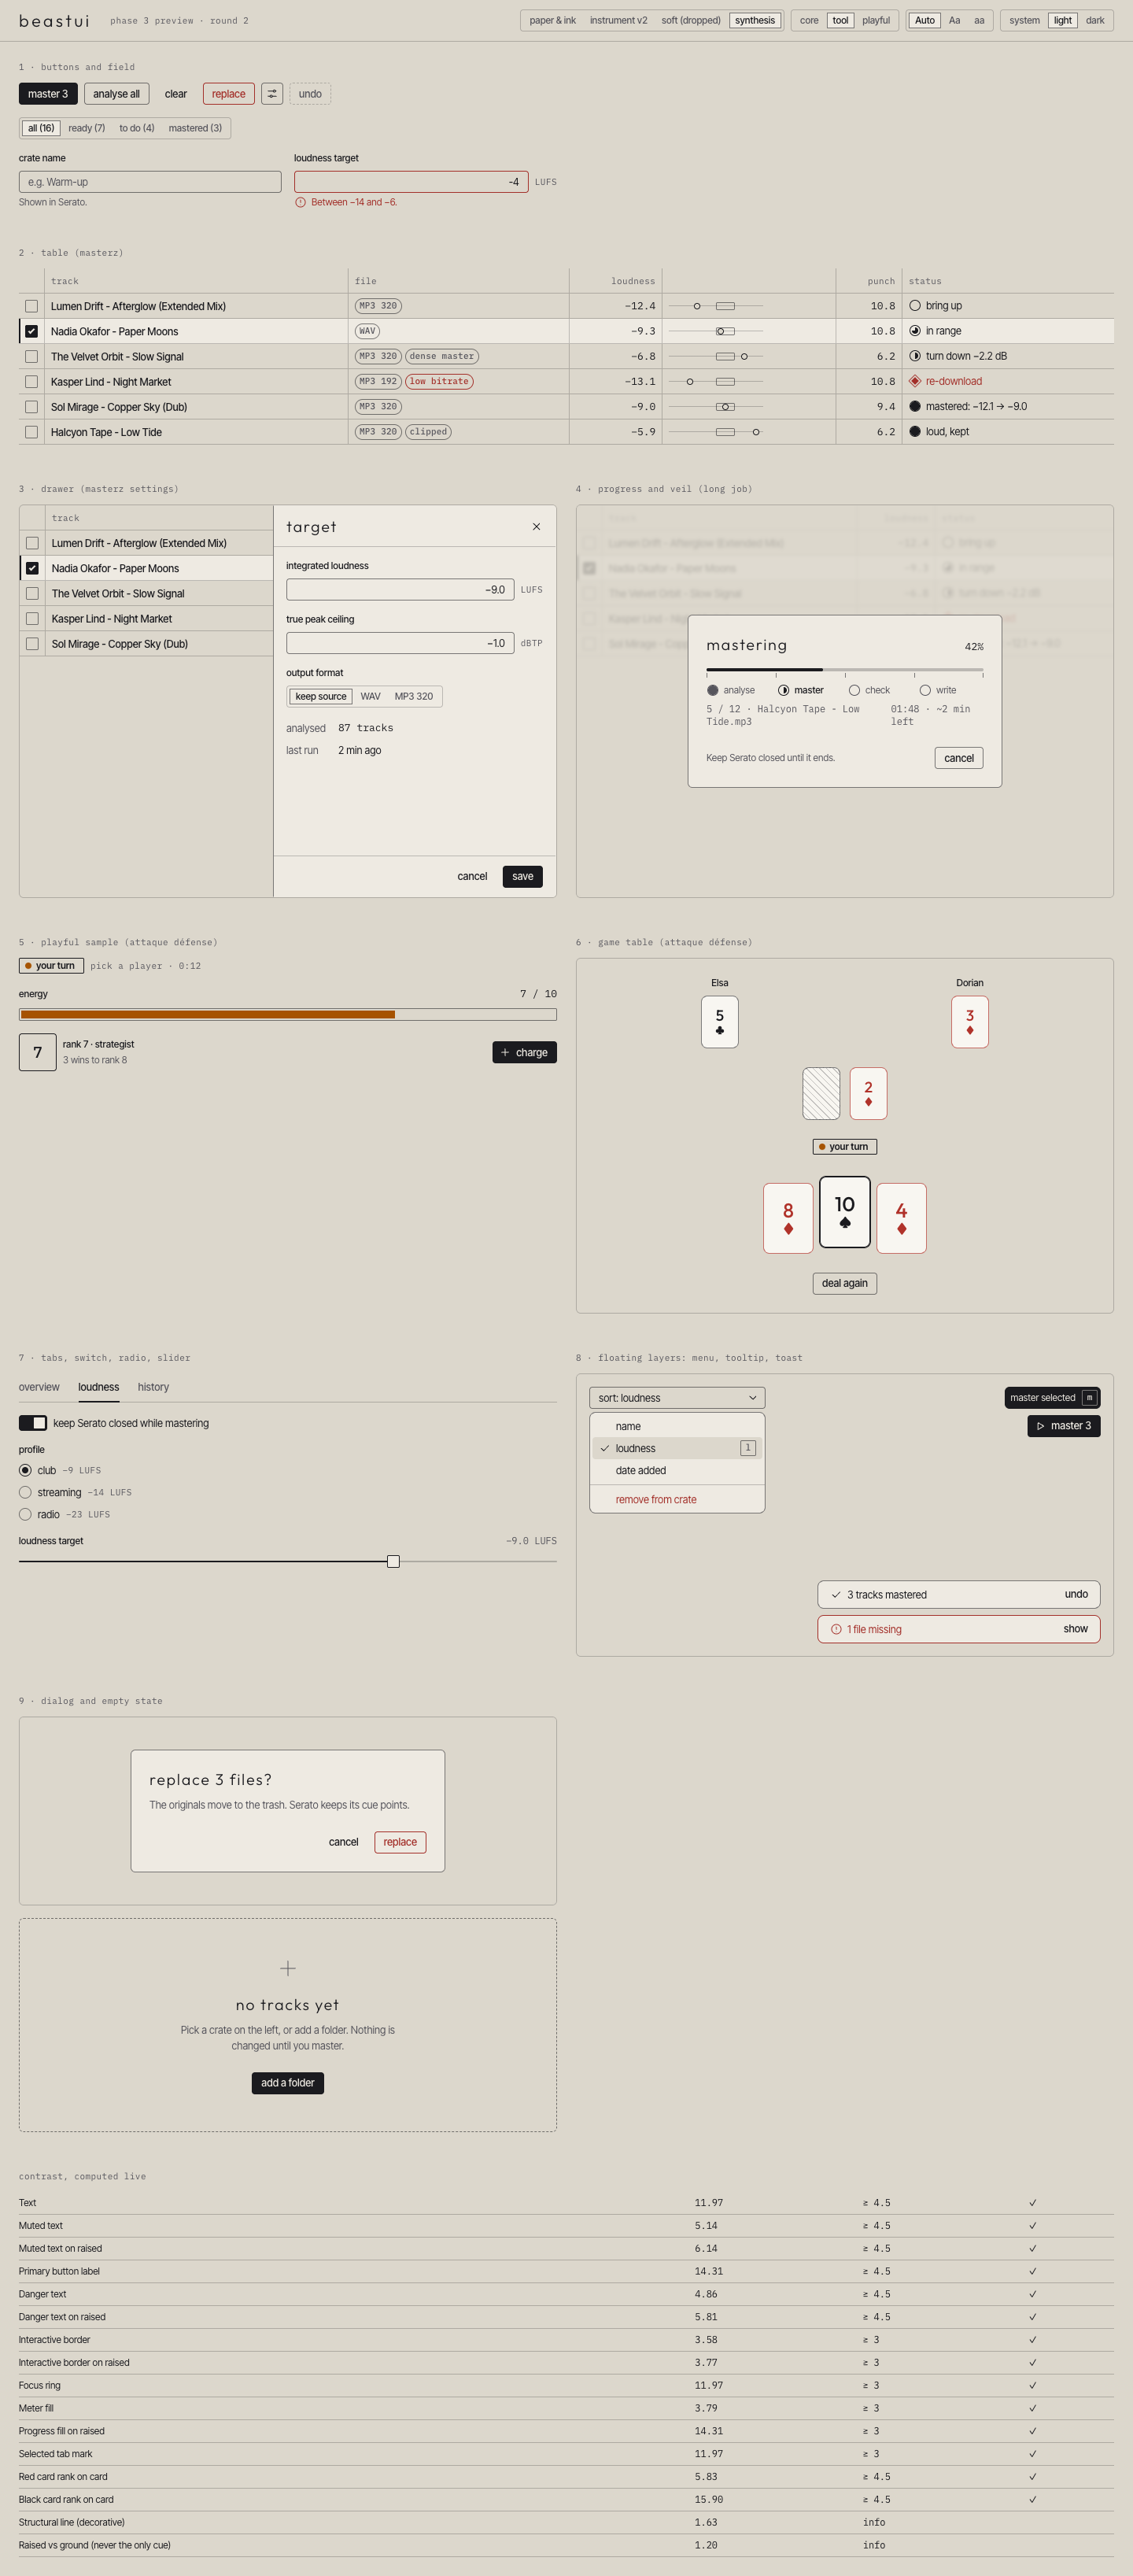 beastui
phase 3 preview · round 2
paper & ink instrument v2 soft (dropped) synthesis
core tool playful
Auto Aa aa
system light dark
1 · buttons and field
master 3 analyse all clear replace undo
all (16) ready (7) to do (4) mastered (3)
crate name loudness target
e.g. Warm-up -4 LUFS
Shown in Serato. Between −14 and −6.
2 · table (masterz)
track file loudness punch status
Lumen Drift - Afterglow (Extended Mix) MP3 320 −12.4 10.8 bring up
Nadia Okafor - Paper Moons WAV −9.3 10.8 in range
The Velvet Orbit - Slow Signal MP3 320 dense master −6.8 6.2 turn down −2.2 dB
Kasper Lind - Night Market MP3 192 low bitrate −13.1 10.8 re-download
Sol Mirage - Copper Sky (Dub) MP3 320 −9.0 9.4 mastered: −12.1 → −9.0
Halcyon Tape - Low Tide MP3 320 clipped −5.9 6.2 loud, kept
3 · drawer (masterz settings)
track
Lumen Drift - Afterglow (Extended Mix)
Nadia Okafor - Paper Moons
The Velvet Orbit - Slow Signal
Kasper Lind - Night Market
Sol Mirage - Copper Sky (Dub)
target
integrated loudness
−9.0 LUFS
true peak ceiling
−1.0 dBTP
output format
keep source WAV MP3 320
analysed 87 tracks
last run 2 min ago
cancel save
4 · progress and veil (long job)
mastering 42%
analyse master check write
5 / 12 · Halcyon Tape - Low Tide.mp3
01:48 · ~2 min left
Keep Serato closed until it ends. cancel
5 · playful sample (attaque défense)
your turn pick a player · 0:12
energy 7 / 10
7 rank 7 · strategist
3 wins to rank 8
charge
6 · game table (attaque défense)
Elsa Dorian
5 ♣ 3 ♦
2 ♦
your turn
8 ♦ 10 ♠ 4 ♦
deal again
7 · tabs, switch, radio, slider
overview loudness history
keep Serato closed while mastering
profile
club −9 LUFS
streaming −14 LUFS
radio −23 LUFS
loudness target −9.0 LUFS
8 · floating layers: menu, tooltip, toast
sort: loudness
name
loudness l
date added
remove from crate
master selected m
master 3
3 tracks mastered undo
1 file missing show
9 · dialog and empty state
replace 3 files?
The originals move to the trash. Serato keeps its cue points.
cancel replace
no tracks yet
Pick a crate on the left, or add a folder. Nothing is
changed until you master.
add a folder
contrast, computed live
Text 11.97 ≥ 4.5 ✓
Muted text 5.14 ≥ 4.5 ✓
Muted text on raised 6.14 ≥ 4.5 ✓
Primary button label 14.31 ≥ 4.5 ✓
Danger text 4.86 ≥ 4.5 ✓
Danger text on raised 5.81 ≥ 4.5 ✓
Interactive border 3.58 ≥ 3 ✓
Interactive border on raised 3.77 ≥ 3 ✓
Focus ring 11.97 ≥ 3 ✓
Meter fill 3.79 ≥ 3 ✓
Progress fill on raised 14.31 ≥ 3 ✓
Selected tab mark 11.97 ≥ 3 ✓
Red card rank on card 5.83 ≥ 4.5 ✓
Black card rank on card 15.90 ≥ 4.5 ✓
Structural line (decorative) 1.63 info
Raised vs ground (never the only cue) 1.20 info